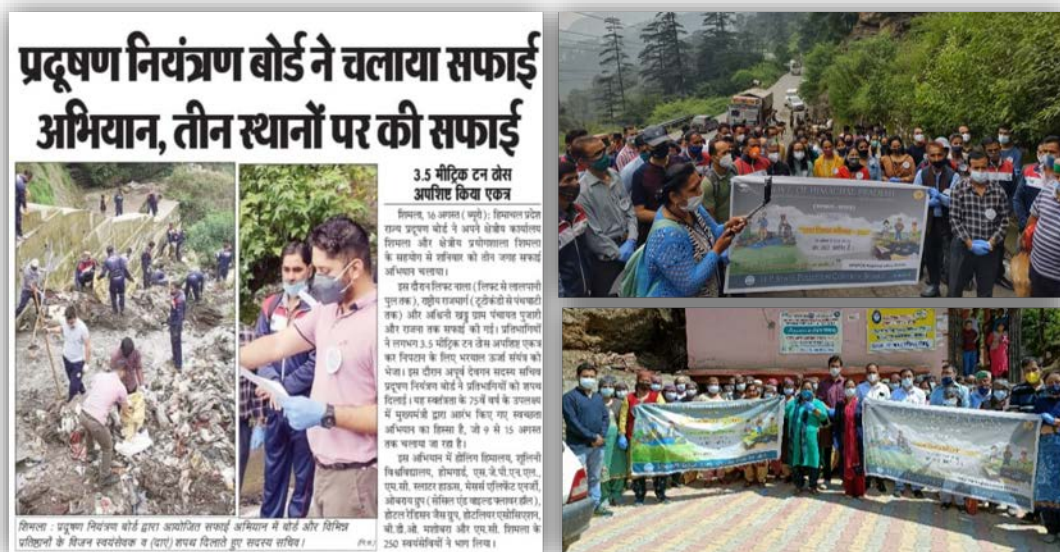 प्रदूषण नियंत्रण बोर्ड ने चलाया सफाई
अभियान, तीन स्थानों पर की सफाई
3.5 मीट्रिक टन ठोस
अपशिष्ट किया एकत्र
शिमला, 16 अगस्त (ब्यूरो): हिमाचल प्रदेश
राज्य प्रदूषण बोर्ड ने अपने क्षेत्रीय कार्यालय
शिमला और क्षेत्रीय प्रयोगशाला शिमला
के सहयोग से शनिवार को तीन जगह सफाई
अभियान चलाया।
इस दौरान लिफ्ट नाला (लिफ्ट से लालपानी
पुल तक), राष्ट्रीय राजमार्ग (टूटीकंडी से पंचघाटी
तक) और अश्विनी खड्ड ग्राम पंचायत पुजारी
और राजना तक सफाई की गई। प्रतिभागियों
ने लगभग 3.5 मीट्रिक टन ठोस अपशिष्ट एकत्र
कर निपटान के लिए भरयाल ऊर्जा संयंत्र को
भेजा। इस दौरान अपूर्व देवगन सदस्य सचिव
प्रदूषण नियंत्रण बोर्ड ने प्रतिभागियों को शपथ
दिलाई। यह स्वतंत्रता के 75वें वर्ष के उपलक्ष्य
में मुख्यमंत्री द्वारा आरंभ किए गए स्वच्छता
अभियान का हिस्सा है, जो 9 से 15 अगस्त
तक चलाया जा रहा है।
इस अभियान में हीलिंग हिमालय, शूलिनी
विश्वविद्यालय, होमगार्ड, एस.जे.पी.एन.एल.,
एम.सी. स्लाटर हाऊस, मेसर्स एलिफेंट एनर्जी,
ओबराय ग्रुप (सेसिल एंड वाइल्ड फ्लावर हॉल),
होटल रेडिसन जैस ग्रुप, होटलियर एसोसिएशन,
बी.डी.ओ. मशोबरा और एम.सी. शिमला के
250 स्वयंसेवियों ने भाग लिया।
शिमला : प्रदूषण नियंत्रण बोर्ड द्वारा आयोजित सफाई अभियान में बोर्ड और विभिन्न
प्रतिष्ठानों के विजन स्वयंसेवक व (दाएं) शपथ दिलाते हुए सदस्य सचिव।